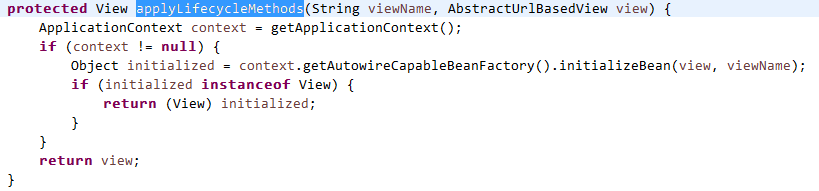 protected View applyLifecycleMethods(String viewName, AbstractUrlBasedView view) {
    ApplicationContext context = getApplicationContext();
    if (context != null) {
        Object initialized = context.getAutowireCapableBeanFactory().initializeBean(view, viewName);
        if (initialized instanceof View) {
            return (View) initialized;
        }
    }
    return view;
}